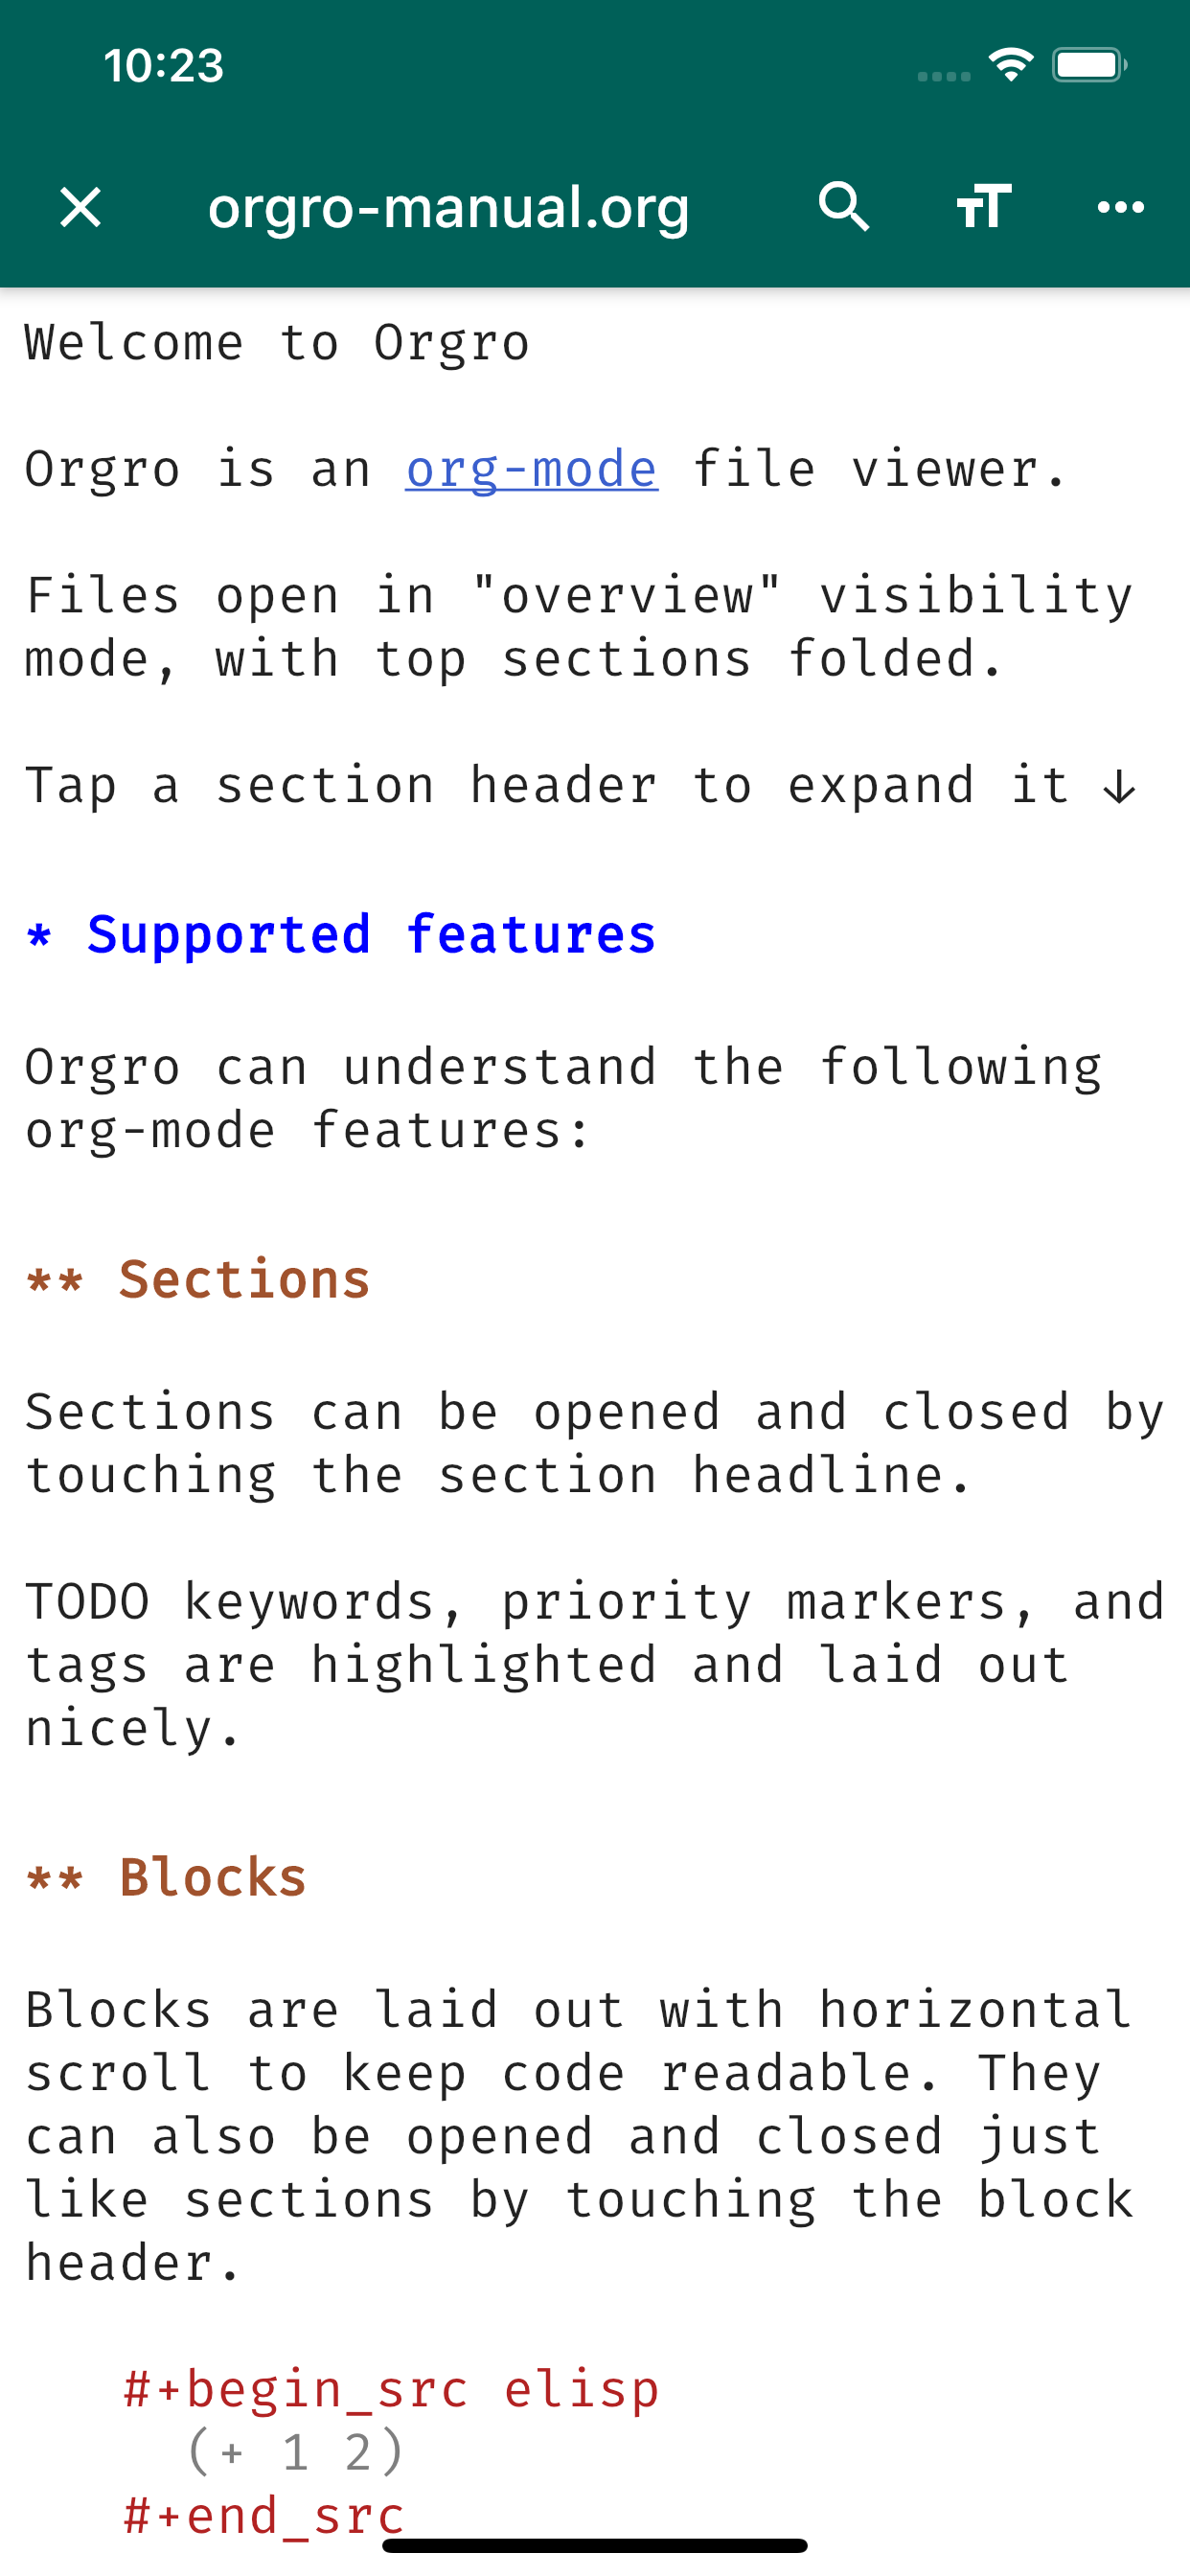 10:23
orgro-manual.org
Welcome to Orgro
Orgro is an org-mode file viewer.
Files open in "overview" visibility
mode, with top sections folded.
Tap a section header to expand it ↓
* Supported features
Orgro can understand the following
org-mode features:
** Sections
Sections can be opened and closed by
touching the section headline.
TODO keywords, priority markers, and
tags are highlighted and laid out
nicely.
** Blocks
Blocks are laid out with horizontal
scroll to keep code readable. They
can also be opened and closed just
like sections by touching the block
header.
#+begin_src elisp
(+ 1 2)
#+end_src